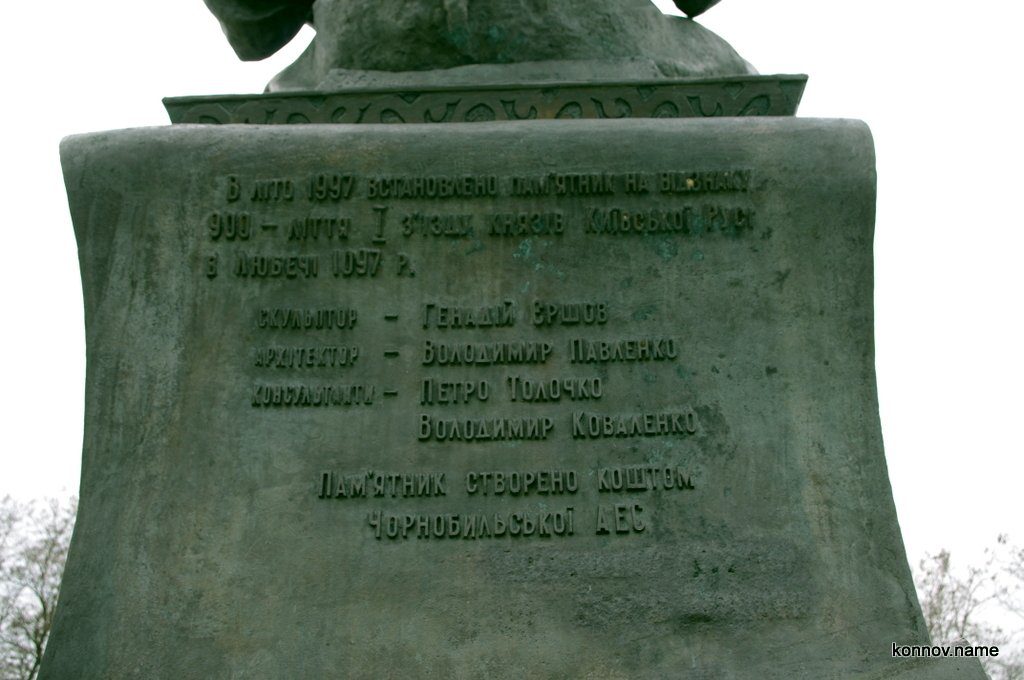 В літо 1997 встановлено пам'ятник на відзнаку
900 – ліття І з'їзду князів Київської Русі
в Любечі 1097 р.
скульптор – Генадій Єршов
архітектор – Володимир Павленко
консультанти – Петро Толочко
Володимир Коваленко
Пам'ятник створено коштом
Чорнобильської АЕС
konnov.name